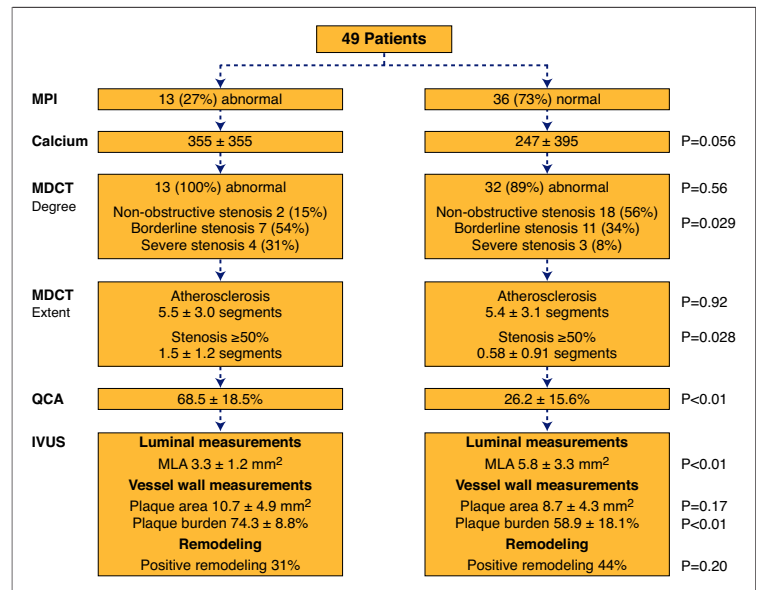 49 Patients
MPI 13 (27%) abnormal 36 (73%) normal
Calcium 355 ± 355 247 ± 395 P=0.056
MDCT 13 (100%) abnormal 32 (89%) abnormal P=0.56
Degree
Non-obstructive stenosis 2 (15%) Non-obstructive stenosis 18 (56%) P=0.029
Borderline stenosis 7 (54%) Borderline stenosis 11 (34%)
Severe stenosis 4 (31%) Severe stenosis 3 (8%)
MDCT Atherosclerosis Atherosclerosis P=0.92
Extent 5.5 ± 3.0 segments 5.4 ± 3.1 segments
Stenosis ≥50% Stenosis ≥50% P=0.028
1.5 ± 1.2 segments 0.58 ± 0.91 segments
QCA 68.5 ± 18.5% 26.2 ± 15.6% P<0.01
IVUS Luminal measurements Luminal measurements
MLA 3.3 ± 1.2 mm² MLA 5.8 ± 3.3 mm² P<0.01
Vessel wall measurements Vessel wall measurements
Plaque area 10.7 ± 4.9 mm² Plaque area 8.7 ± 4.3 mm² P=0.17
Plaque burden 74.3 ± 8.8% Plaque burden 58.9 ± 18.1% P<0.01
Remodeling Remodeling
Positive remodeling 31% Positive remodeling 44% P=0.20